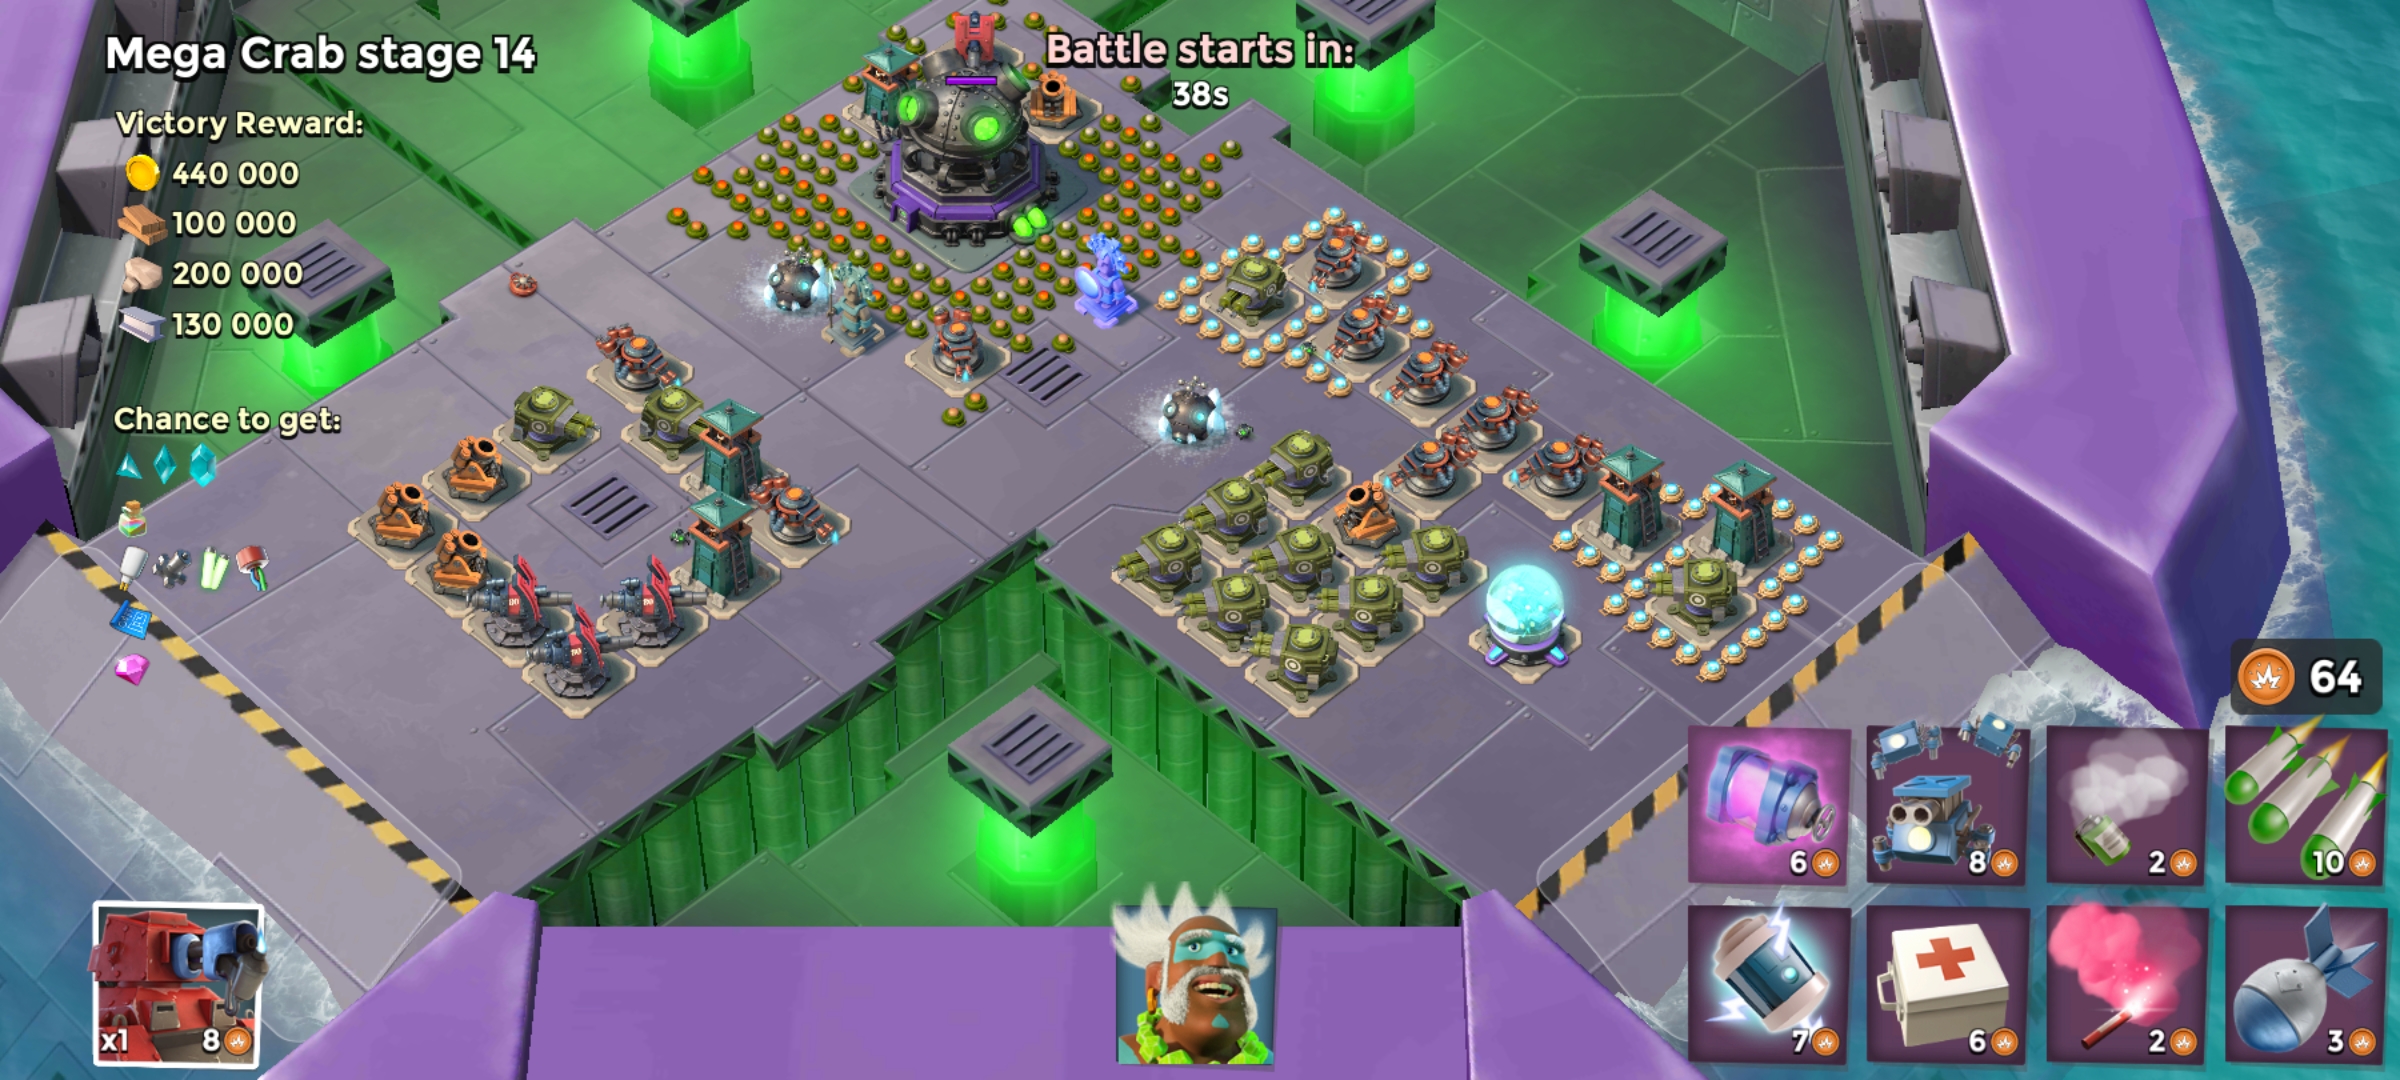 Mega Crab stage 14
Battle starts in:
38s
Victory Reward:
440 000
100 000
200 000
130 000
Chance to get:
64
6
8
2
10
7
6
2
3
x1
8